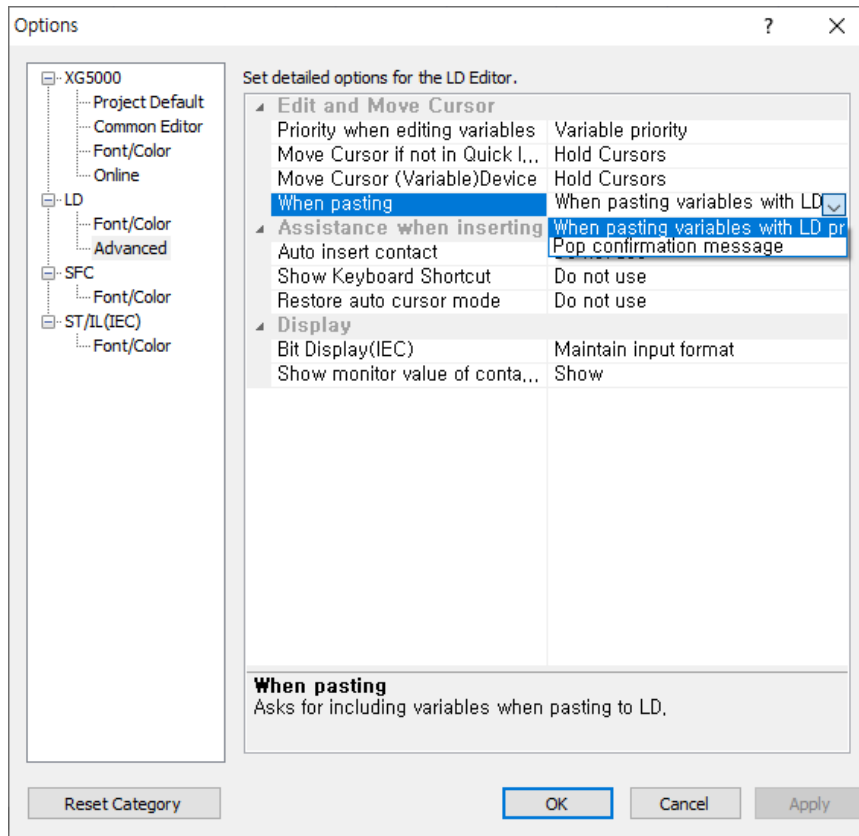 Options
?
XG5000
Project Default
Common Editor
Font/Color
Online
LD
Font/Color
Advanced
SFC
Font/Color
ST/IL(IEC)
Font/Color
Set detailed options for the LD Editor.
Edit and Move Cursor
Priority when editing variables Variable priority
Move Cursor if not in Quick I... Hold Cursors
Move Cursor (Variable)Device Hold Cursors
When pasting When pasting variables with LD
When pasting variables with LD pr
Pop confirmation message
Assistance when inserting
Auto insert contact
Show Keyboard Shortcut Do not use
Restore auto cursor mode Do not use
Display
Bit Display(IEC) Maintain input format
Show monitor value of conta... Show
When pasting
Asks for including variables when pasting to LD.
Reset Category
OK
Cancel
Apply